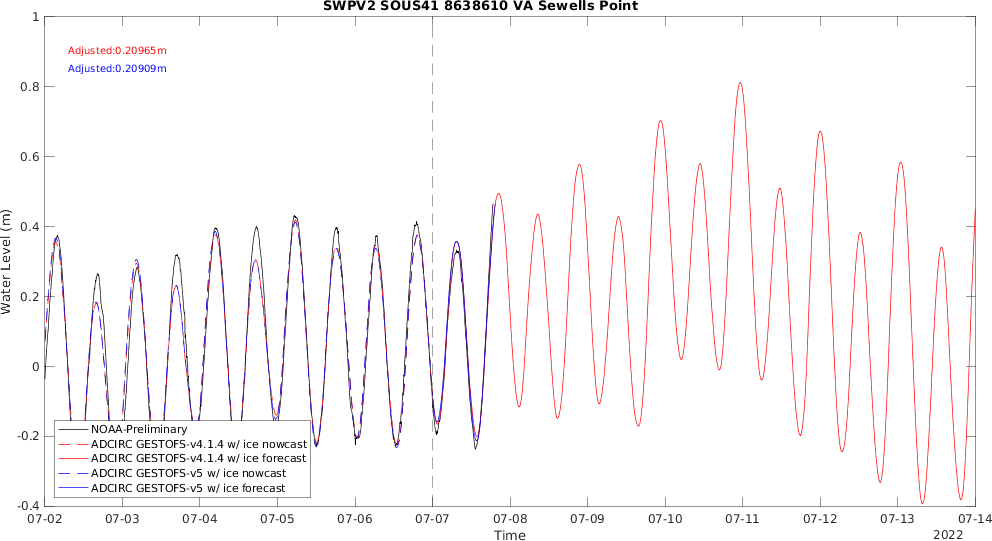 SWPV2 SOUS41 8638610 VA Sewells Point
Adjusted:0.20965m
Adjusted:0.20909m
1
0.8
0.6
0.4
0.2
0
-0.2
-0.4
Water Level (m)
NOAA-Preliminary
ADCIRC GESTOFS-v4.1.4 w/ ice nowcast
ADCIRC GESTOFS-v4.1.4 w/ ice forecast
ADCIRC GESTOFS-v5 w/ ice nowcast
ADCIRC GESTOFS-v5 w/ ice forecast
07-02 07-03 07-04 07-05 07-06 07-07 07-08 07-09 07-10 07-11 07-12 07-13 07-14
Time
2022